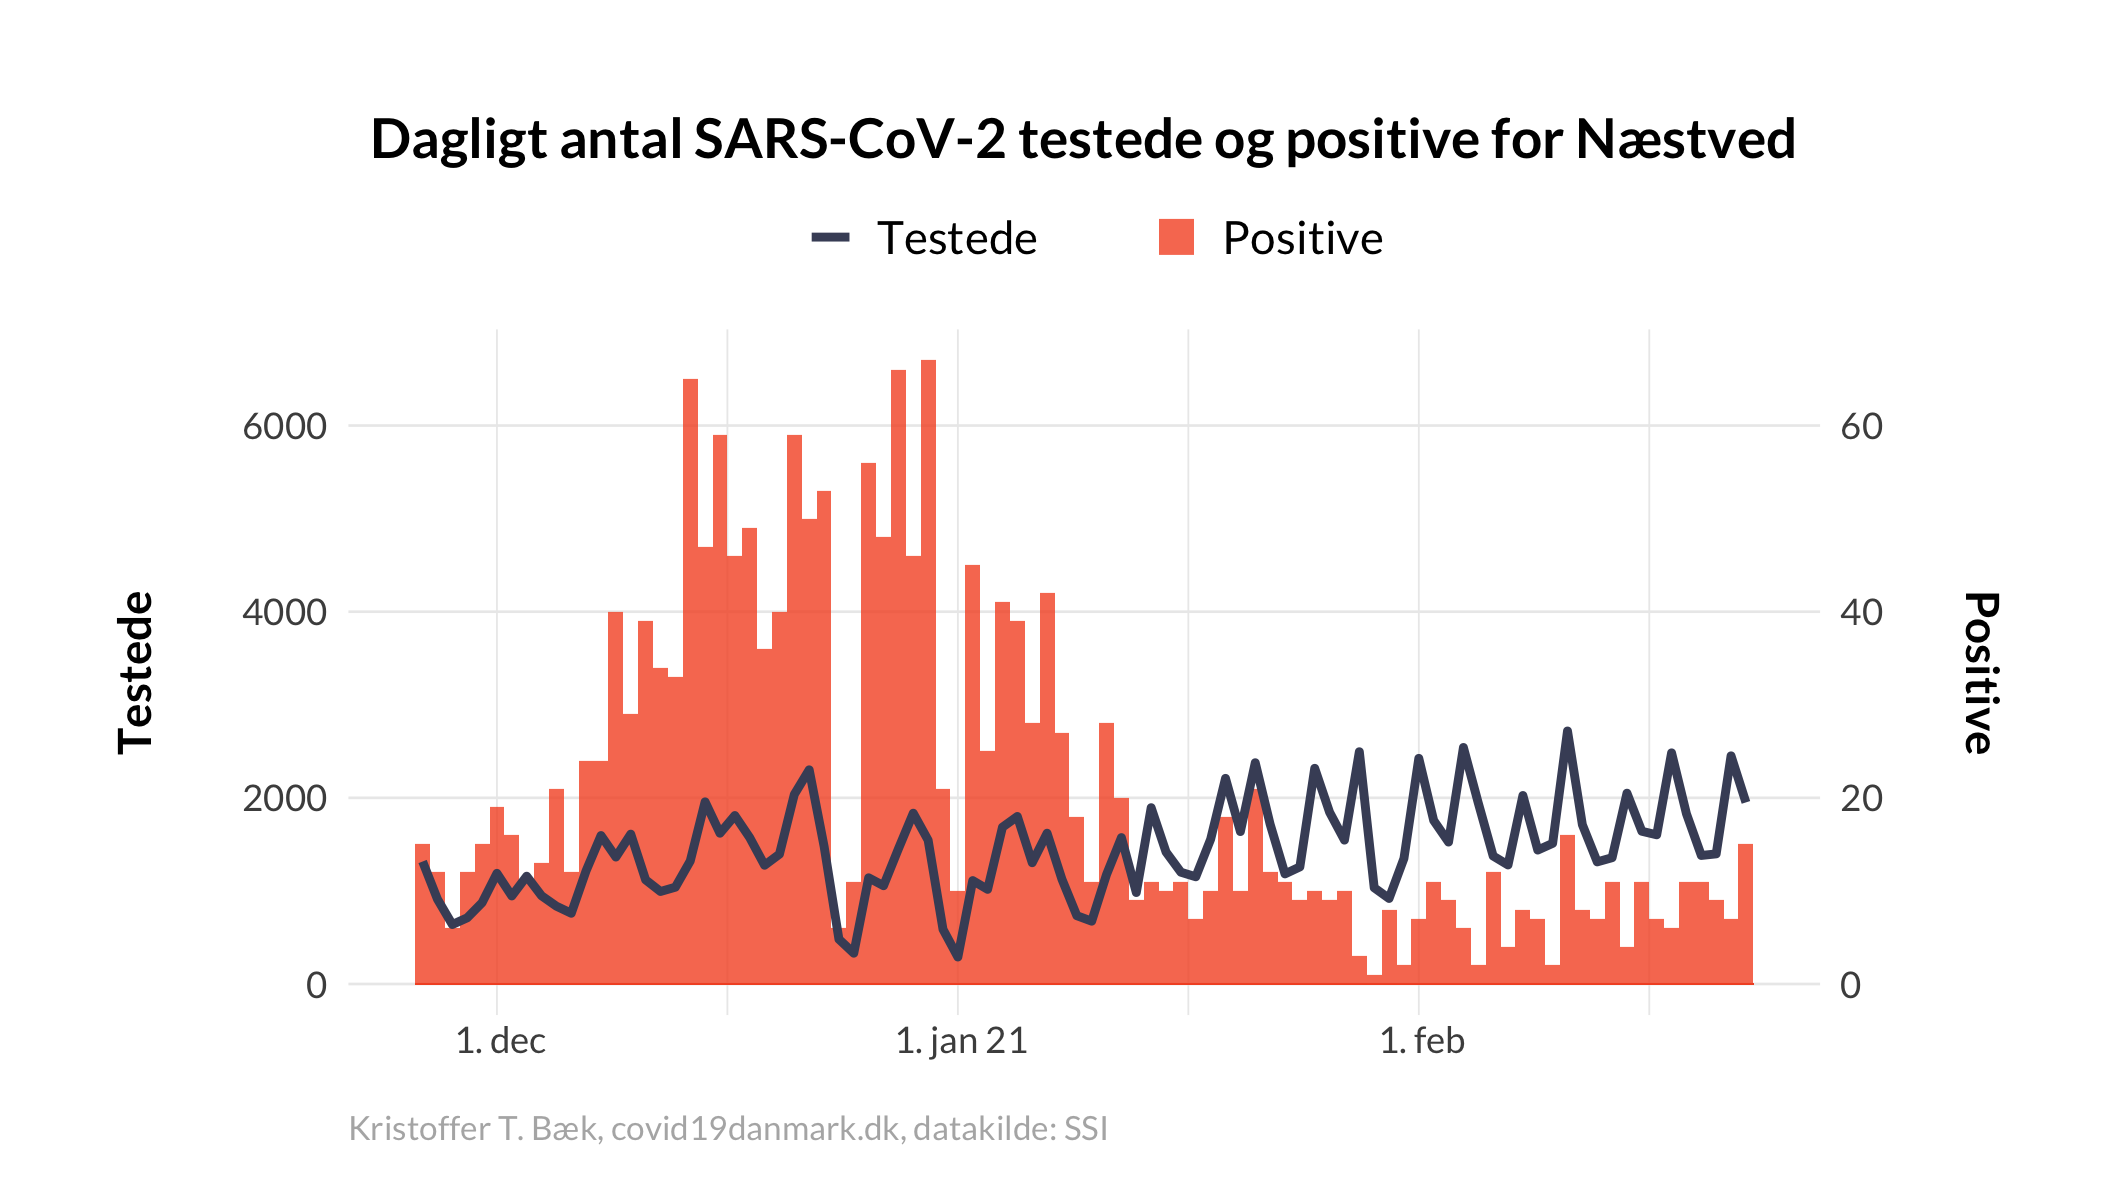 Dagligt antal SARS-CoV-2 testede og positive for Næstved
Testede Positive
6000 60
4000 40
2000 20
0 0
Testede
Positive
1. dec 1. jan 21 1. feb
Kristoffer T. Bæk, covid19danmark.dk, datakilde: SSI